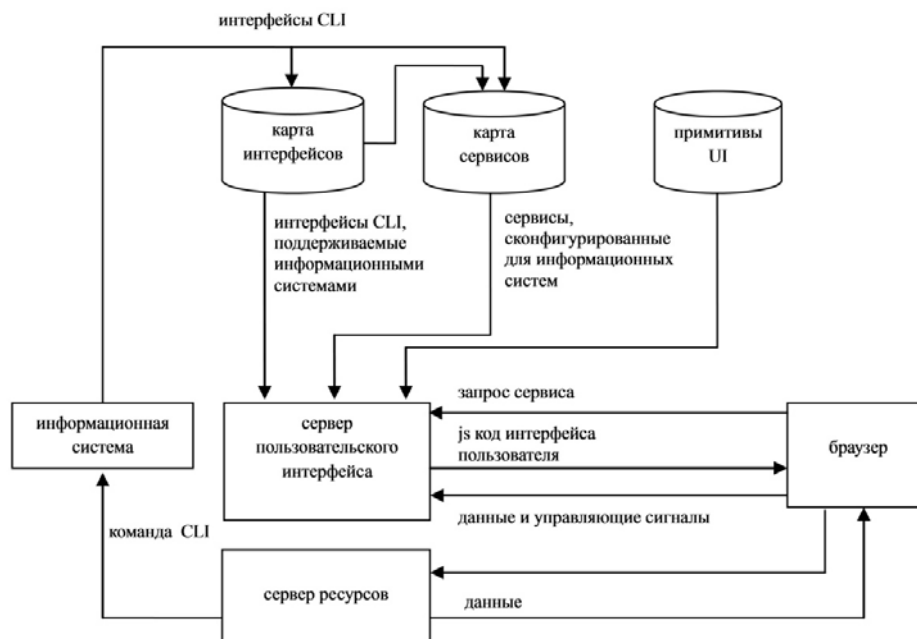 интерфейсы CLI
карта
интерфейсов
карта
сервисов
примитивы
UI
интерфейсы CLI,
поддерживаемые
информационными
системами
сервисы,
сконфигурированные
для информационных
систем
запрос сервиса
информационная
система
сервер
пользовательского
интерфейса
js код интерфейса
пользователя
браузер
данные и управляющие сигналы
команда CLI
сервер ресурсов
данные